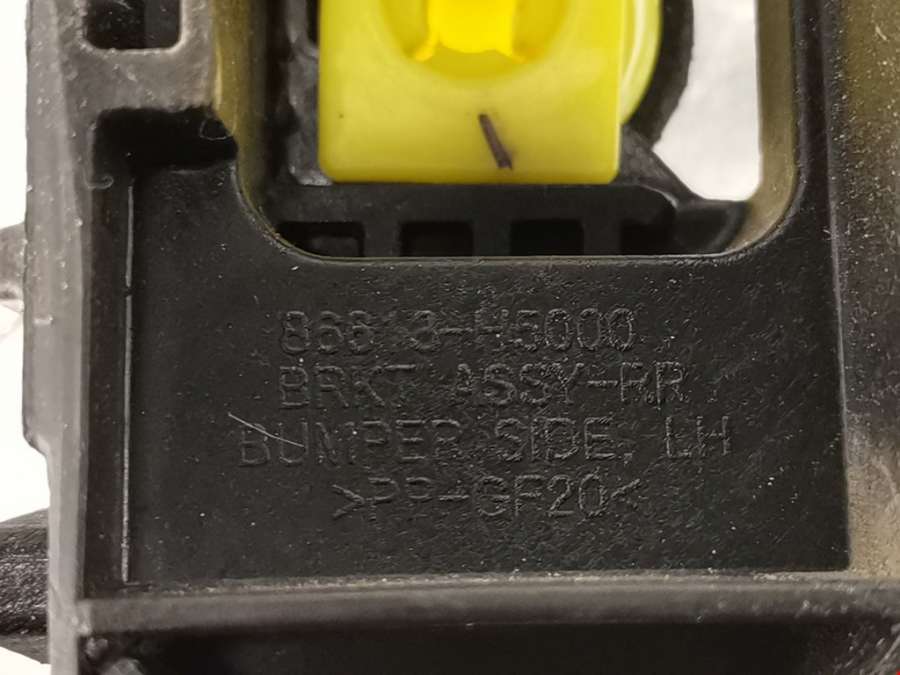 86613-H5000
BRKT ASSY-RR
BUMPER SIDE, LH
>PP-GF20<